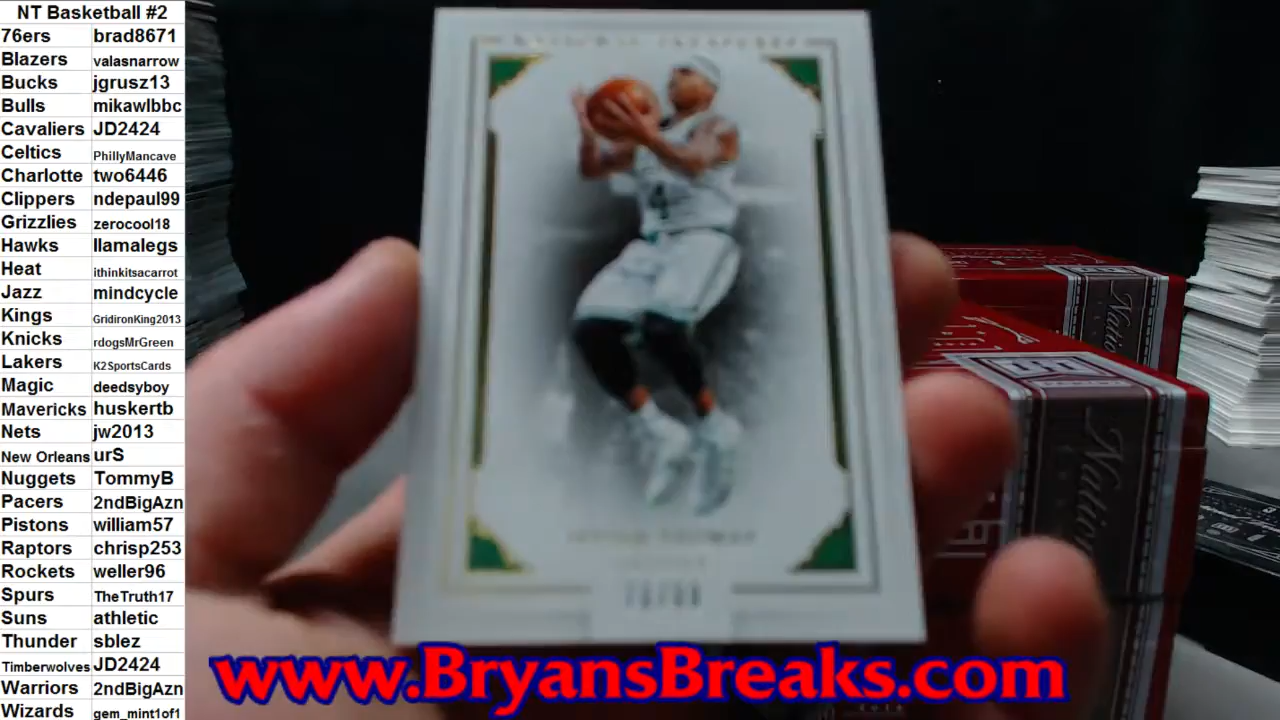 NT Basketball #2
76ers brad8671
Blazers valasnarrow
Bucks jgrusz13
Bulls mikawlbbc
Cavaliers JD2424
Celtics PhillyMancave
Charlotte two6446
Clippers ndepaul99
Grizzlies zerocool18
Hawks llamalegs
Heat ithinkitsacarrot
Jazz mindcycle
Kings GridironKing2013
Knicks rdogsMrGreen
Lakers K2SportsCards
Magic deedsyboy
Mavericks huskertb
Nets jw2013
New Orleans urS
Nuggets TommyB
Pacers 2ndBigAzn
Pistons william57
Raptors chrisp253
Rockets weller96
Spurs TheTruth17
Suns athletic
Thunder sblez
Timberwolves JD2424
Warriors 2ndBigAzn
Wizards gem_mint1of1
4
www.BryansBreaks.com